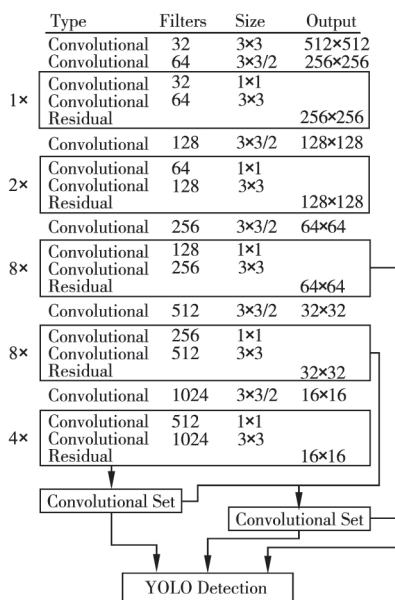 Type Filters Size Output
Convolutional 32 3×3 512×512
Convolutional 64 3×3/2 256×256
Convolutional 32 1×1
1× Convolutional 64 3×3
Residual 256×256
Convolutional 128 3×3/2 128×128
Convolutional 64 1×1
2× Convolutional 128 3×3
Residual 128×128
Convolutional 256 3×3/2 64×64
Convolutional 128 1×1
8× Convolutional 256 3×3
Residual 64×64
Convolutional 512 3×3/2 32×32
Convolutional 256 1×1
8× Convolutional 512 3×3
Residual 32×32
Convolutional 1024 3×3/2 16×16
Convolutional 512 1×1
4× Convolutional 1024 3×3
Residual 16×16
Convolutional Set
Convolutional Set
YOLO Detection